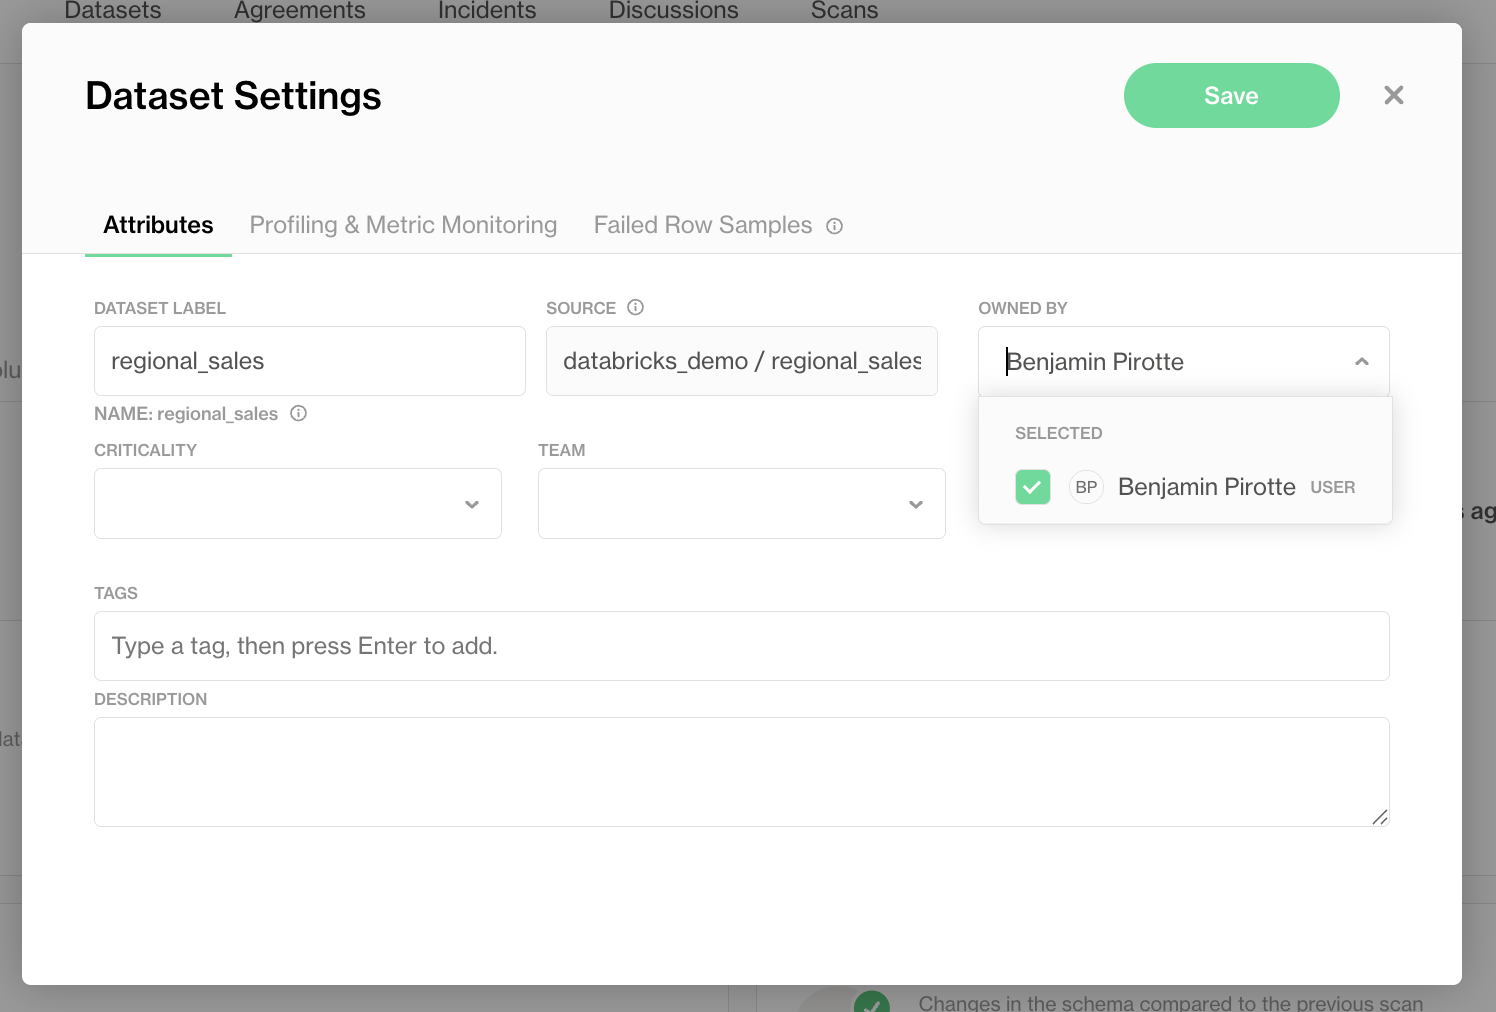 Datasets Agreements Incidents Discussions Scans
Dataset Settings
Save
Attributes Profiling & Metric Monitoring Failed Row Samples
DATASET LABEL SOURCE OWNED BY
regional_sales databricks_demo / regional_sales Benjamin Pirotte
NAME: regional_sales
SELECTED
CRITICALITY TEAM
BP Benjamin Pirotte USER
TAGS
Type a tag, then press Enter to add.
DESCRIPTION
Changes in the schema compared to the previous scan